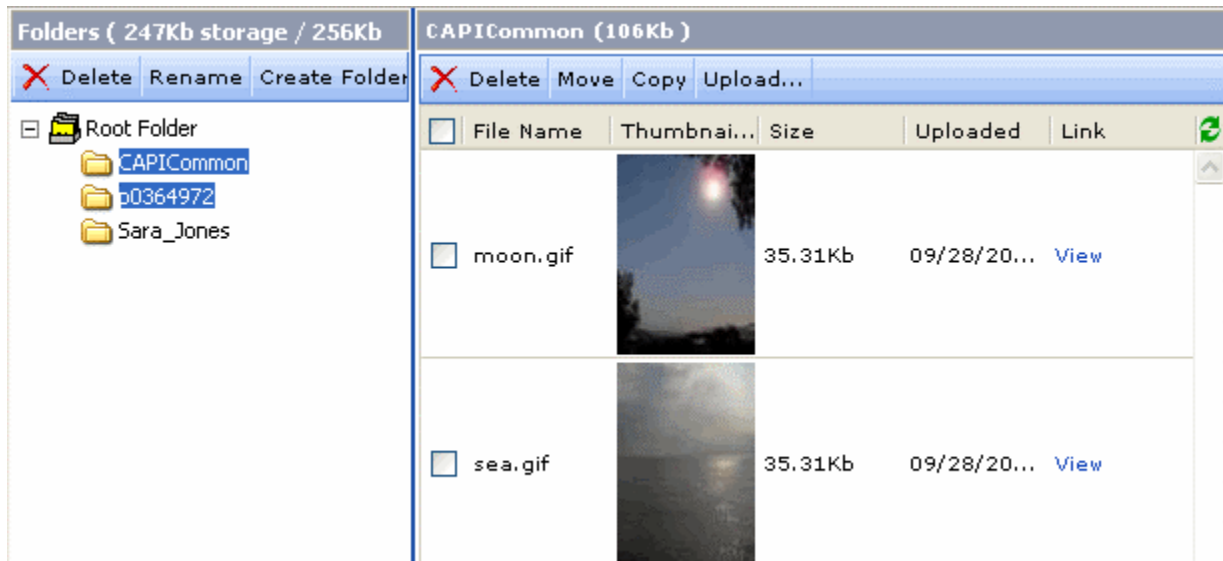 Folders ( 247Kb storage / 256Kb
Delete Rename Create Folder
Root Folder
CAPICommon
p0364972
Sara_Jones
CAPICommon (106Kb )
Delete Move Copy Upload...
File Name Thumbnai... Size Uploaded Link
moon.gif 35.31Kb 09/28/20... View
sea.gif 35.31Kb 09/28/20... View